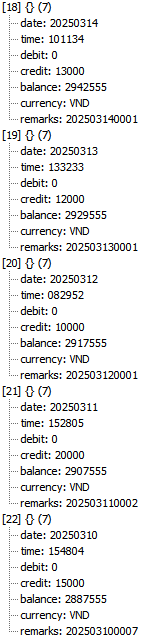 [18] {} (7)
date: 20250314
time: 101134
debit: 0
credit: 13000
balance: 2942555
currency: VND
remarks: 202503140001
[19] {} (7)
date: 20250313
time: 133233
debit: 0
credit: 12000
balance: 2929555
currency: VND
remarks: 202503130001
[20] {} (7)
date: 20250312
time: 082952
debit: 0
credit: 10000
balance: 2917555
currency: VND
remarks: 202503120001
[21] {} (7)
date: 20250311
time: 152805
debit: 0
credit: 20000
balance: 2907555
currency: VND
remarks: 202503110002
[22] {} (7)
date: 20250310
time: 154804
debit: 0
credit: 15000
balance: 2887555
currency: VND
remarks: 202503100007